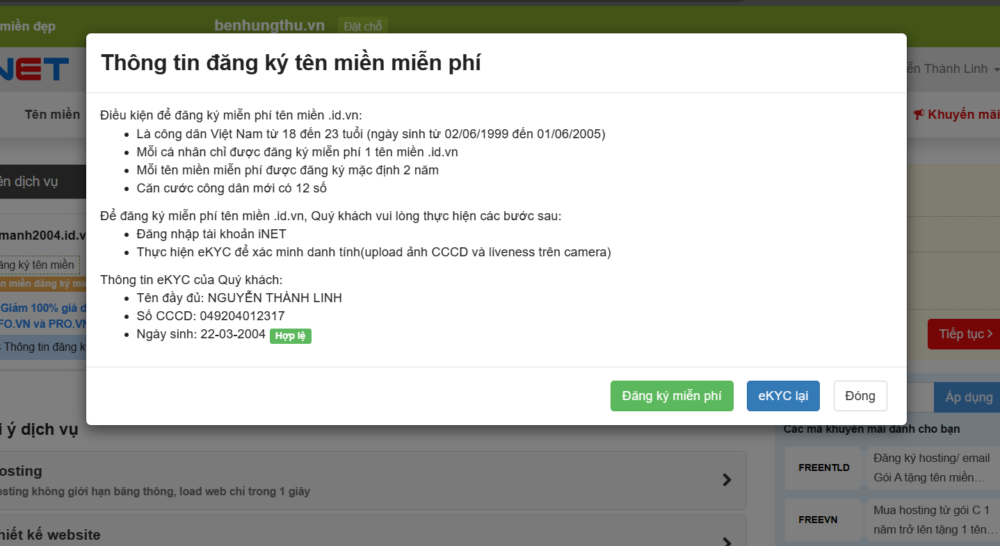 miền đẹp
benhungthu.vn Đặt chỗ
Thông tin đăng ký tên miền miễn phí
NET
Thành Linh
Tên miền
Khuyến mãi
Điều kiện để đăng ký miễn phí tên miền .id.vn:
Là công dân Việt Nam từ 18 đến 23 tuổi (ngày sinh từ 02/06/1999 đến 01/06/2005)
Mỗi cá nhân chỉ được đăng ký miễn phí 1 tên miền .id.vn
Mỗi tên miền miễn phí được đăng ký mặc định 2 năm
Căn cước công dân mới có 12 số
dịch vụ
Để đăng ký miễn phí tên miền .id.vn, Quý khách vui lòng thực hiện các bước sau:
Đăng nhập tài khoản iNET
Thực hiện eKYC để xác minh danh tính(upload ảnh CCCD và liveness trên camera)
manh2004.id.v
ăng ký tên miền
n miền đăng ký mi
Giảm 100% giá d
FO.VN và PRO.VN
Thông tin đăng k
Thông tin eKYC của Quý khách:
Tên đầy đủ: NGUYỄN THÀNH LINH
Số CCCD: 049204012317
Ngày sinh: 22-03-2004 Hợp lệ
Tiếp tục
Đăng ký miễn phí eKYC lại Đóng
Áp dụng
i ý dịch vụ
Các mã khuyến mãi dành cho bạn
osting
osting không giới hạn băng thông, load web chỉ trong 1 giây
FREENTLD
Đăng ký hosting/ email
Gói A tặng tên miền…
FREEVN
Mua hosting từ gói C 1
năm trở lên tặng 1 tên…
hiết kế website